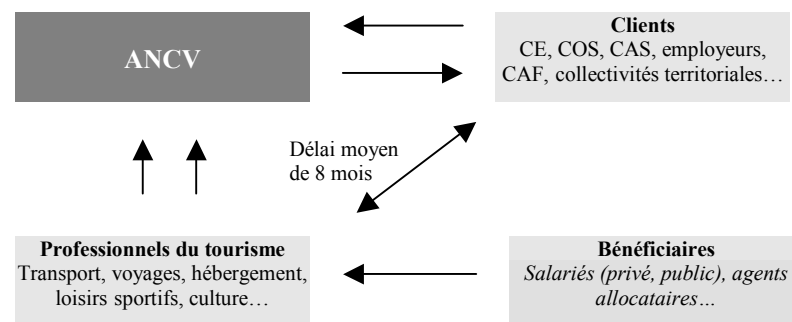 ANCV
Clients
CE, COS, CAS, employeurs,
CAF, collectivités territoriales…
Délai moyen
de 8 mois
Professionnels du tourisme
Transport, voyages, hébergement,
loisirs sportifs, culture…
Bénéficiaires
Salariés (privé, public), agents
allocataires…